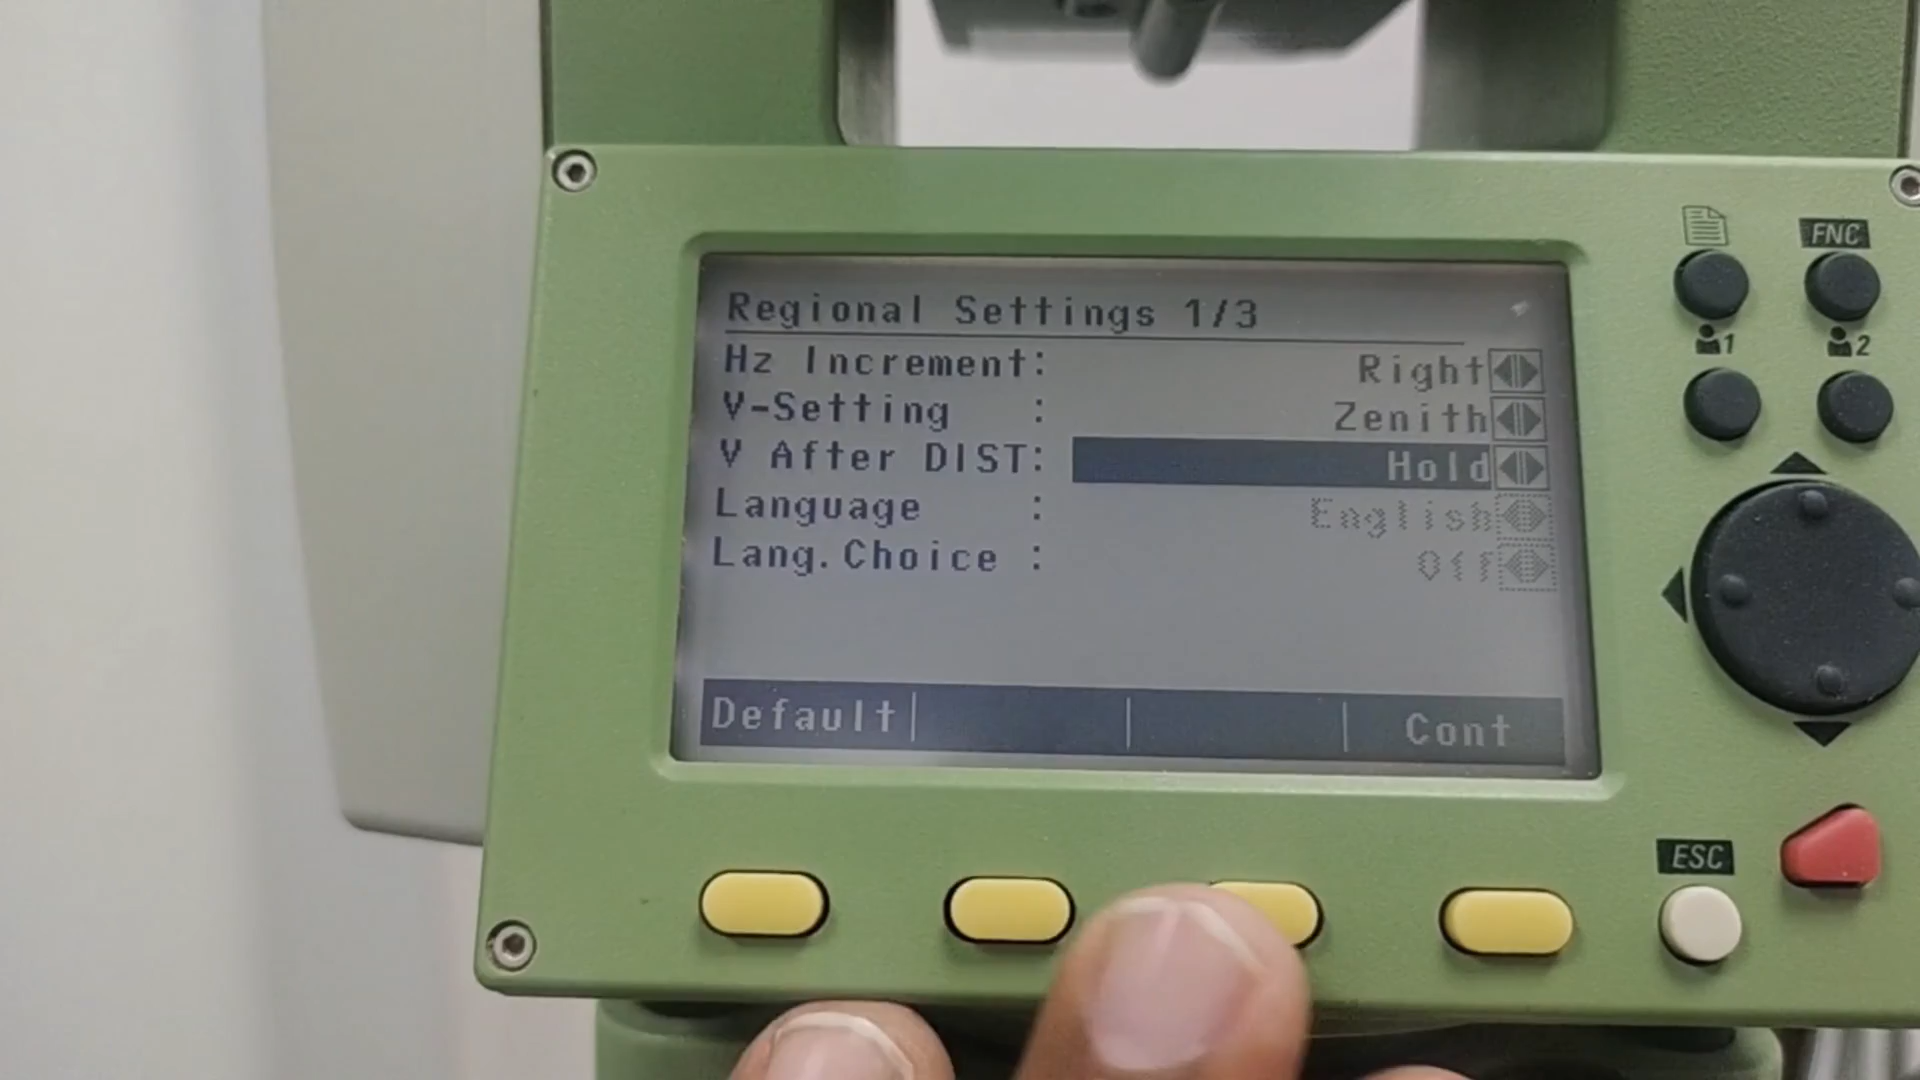 Regional Settings 1/3
Hz Increment: Right
V-Setting : Zenith
V After DIST: Hold
Language : English
Lang.Choice : Off
Default Cont
FNC
1 2
ESC